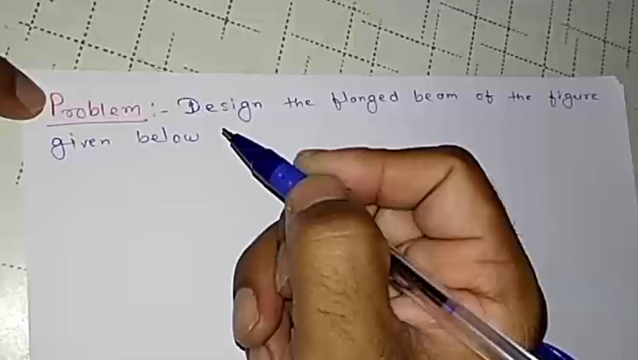 Problem :- Design the flanged beam of the figure
given below